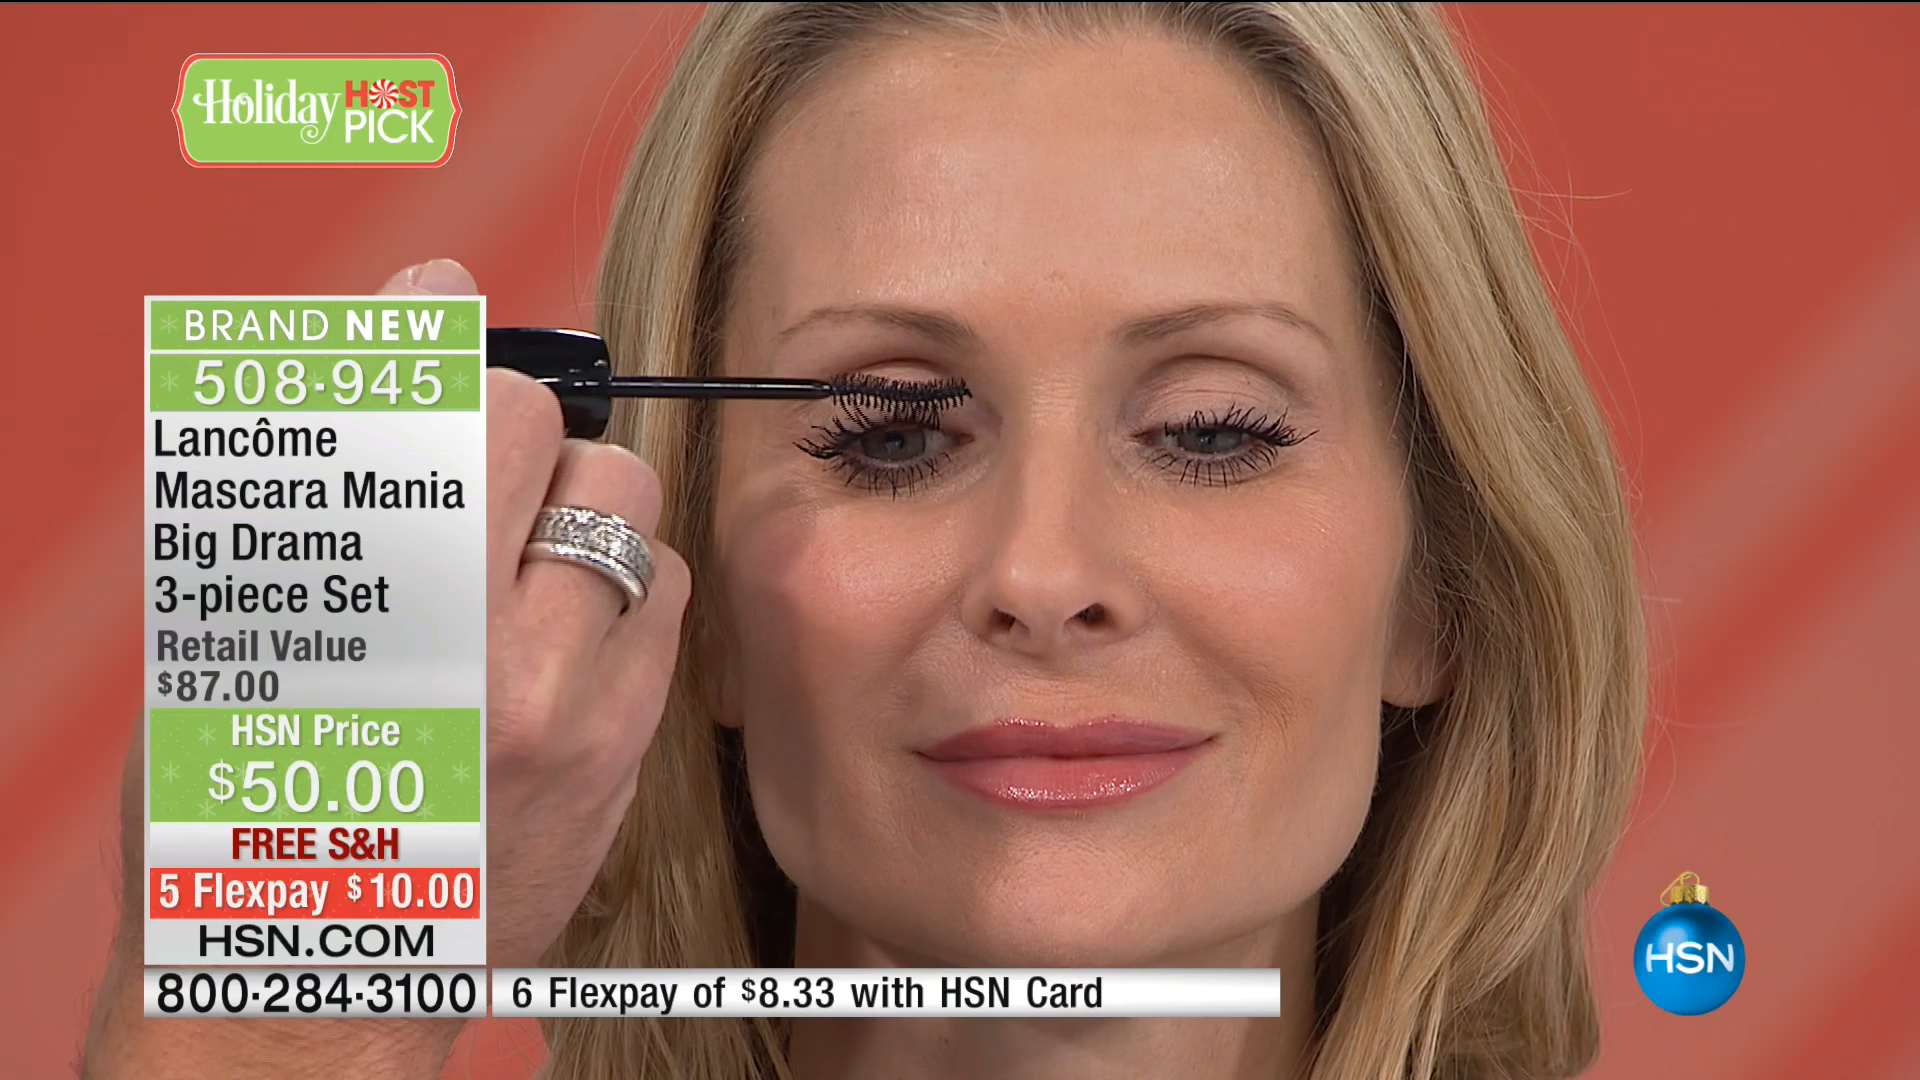 Holiday HOST
PICK
BRAND NEW
508·945
Lancôme
Mascara Mania
Big Drama
3-piece Set
Retail Value
$87.00
HSN Price
$50.00
FREE S&H
5 Flexpay $10.00
HSN.COM
800·284·3100
6 Flexpay of $8.33 with HSN Card
HSN